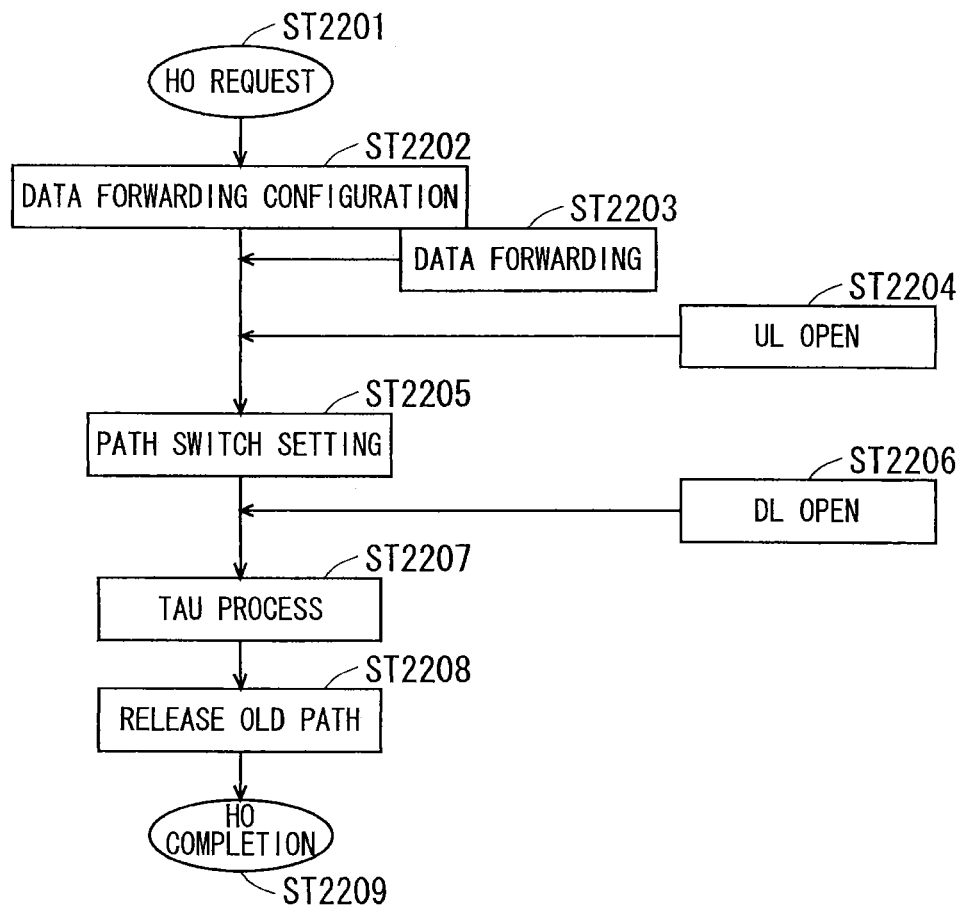 ST2201
HO REQUEST
ST2202
DATA FORWARDING CONFIGURATION
ST2203
DATA FORWARDING
ST2204
UL OPEN
ST2205
PATH SWITCH SETTING
ST2206
DL OPEN
ST2207
TAU PROCESS
ST2208
RELEASE OLD PATH
HO
COMPLETION
ST2209